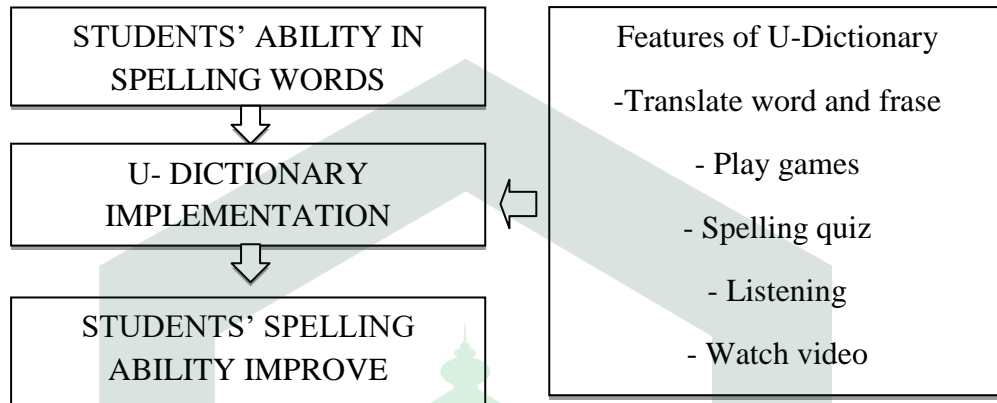 STUDENTS’ ABILITY IN
SPELLING WORDS
U- DICTIONARY
IMPLEMENTATION
STUDENTS’ SPELLING
ABILITY IMPROVE
Features of U-Dictionary
-Translate word and frase
- Play games
- Spelling quiz
- Listening
- Watch video